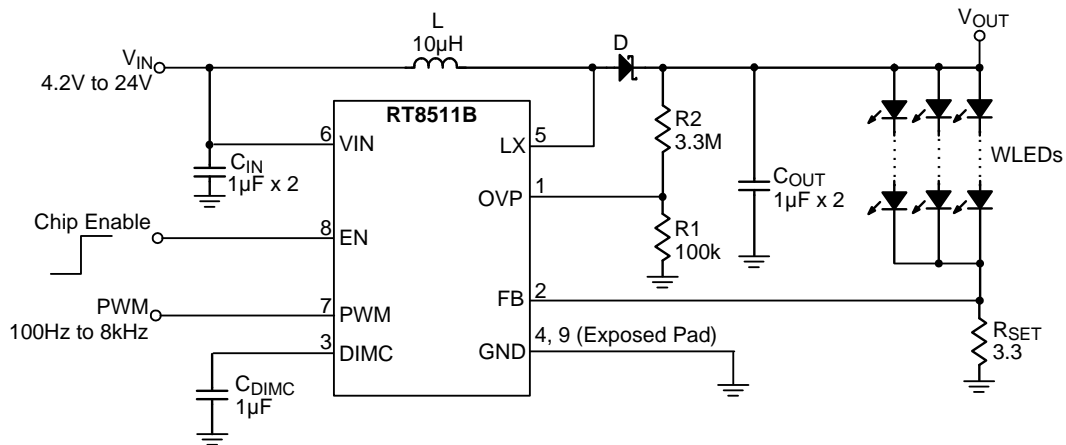 L
10µH
D
VOUT
VIN
4.2V to 24V
RT8511B
6
VIN
LX
5
R2
3.3M
WLEDs
CIN
1µF x 2
OVP
1
COUT
1µF x 2
R1
100k
Chip Enable
8
EN
FB
2
PWM
100Hz to 8kHz
7
PWM
3
DIMC
GND
4, 9 (Exposed Pad)
RSET
3.3
CDIMC
1µF